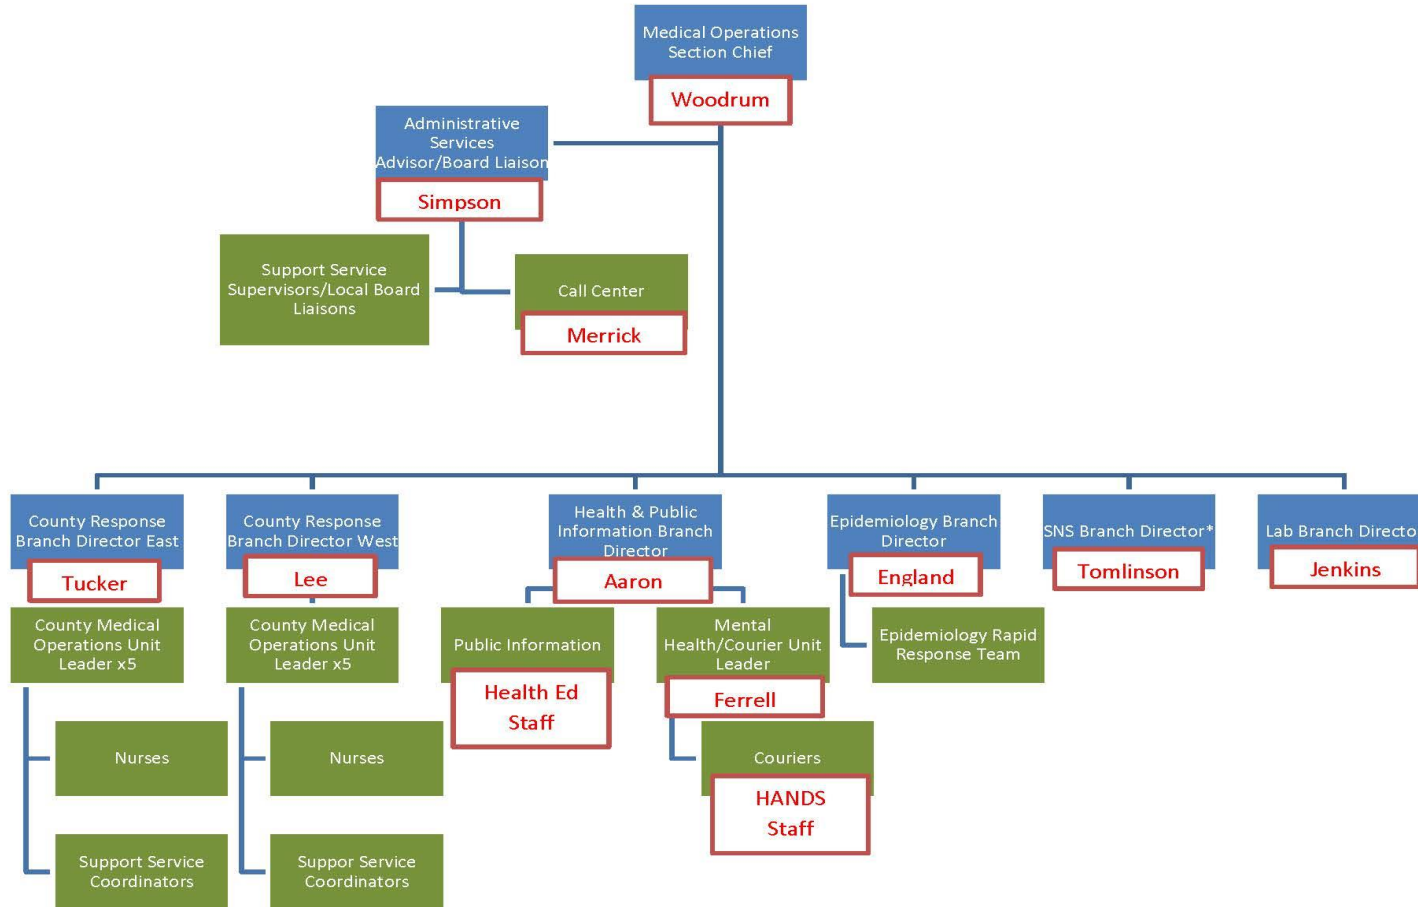 Medical Operations
Section Chief
Woodrum
Administrative
Services
Advisor/Board Liaison
Simpson
Support Service
Supervisors/Local Board
Liaisons
Call Center
Merrick
County Response
Branch Director East
Tucker
County Response
Branch Director West
Lee
Health & Public
Information Branch
Director
Aaron
Epidemiology Branch
Director
England
SNS Branch Director*
Tomlinson
Lab Branch Directo
Jenkins
County Medical
Operations Unit
Leader x5
County Medical
Operations Unit
Leader x5
Public Information
Health Ed
Staff
Mental
Health/Courier Unit
Leader
Ferrell
Epidemiology Rapid
Response Team
Nurses
Nurses
Couriers
HANDS
Staff
Support Service
Coordinators
Suppor Service
Coordinators